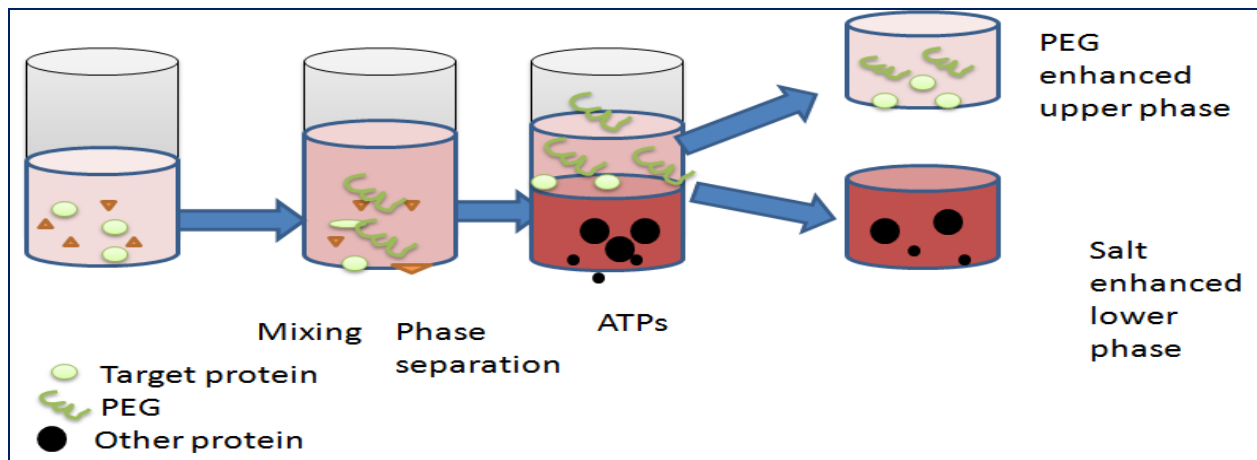 PEG
enhanced
upper phase
Salt
enhanced
lower
phase
Mixing
Phase
separation
ATPs
Target protein
PEG
Other protein